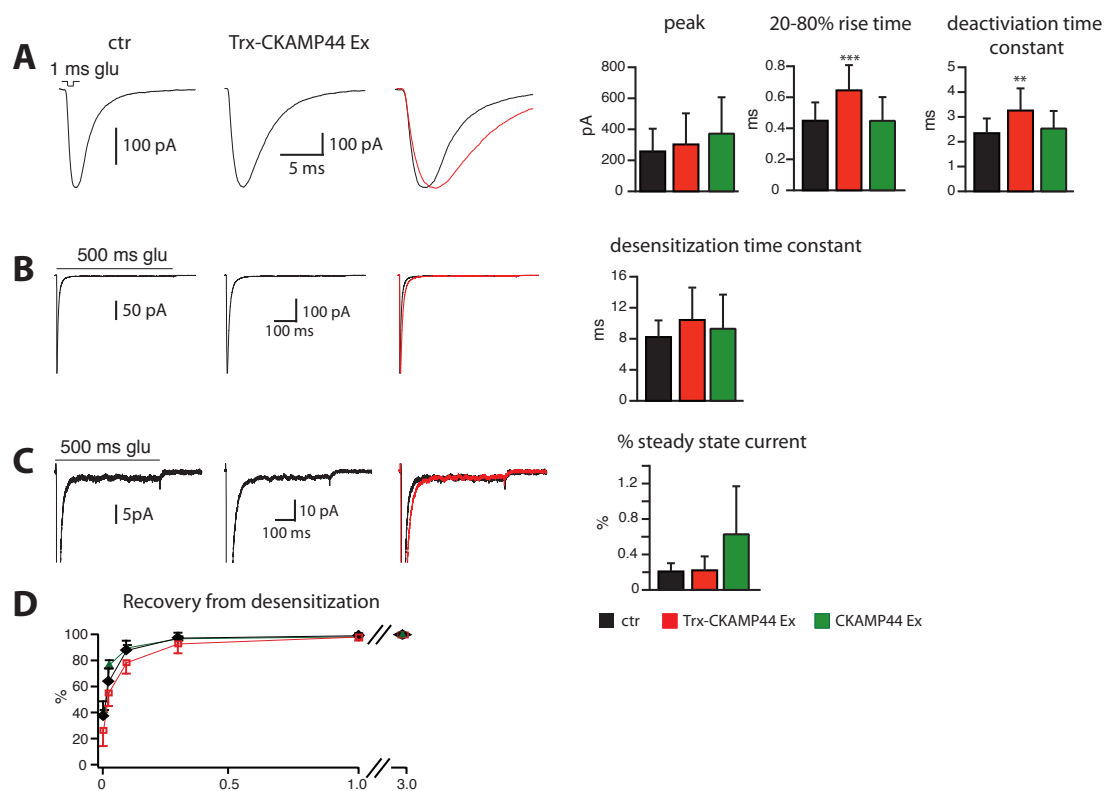 A
ctr
Trx-CKAMP44 Ex
1 ms glu
100 pA
100 pA
5 ms
peak
800
600
400
200
0
pA
20-80% rise time
***
0.8
0.6
0.4
0.2
0
ms
deactiviation time
constant
**
5
4
3
2
1
0
ms
B
500 ms glu
50 pA
100 pA
100 ms
desensitization time constant
16
12
8
4
0
ms
C
500 ms glu
5pA
10 pA
100 ms
% steady state current
1.2
0.8
0.4
0
%
ctr
Trx-CKAMP44 Ex
CKAMP44 Ex
D
Recovery from desensitization
100
80
60
40
20
0
%
0
0.5
1.0
3.0